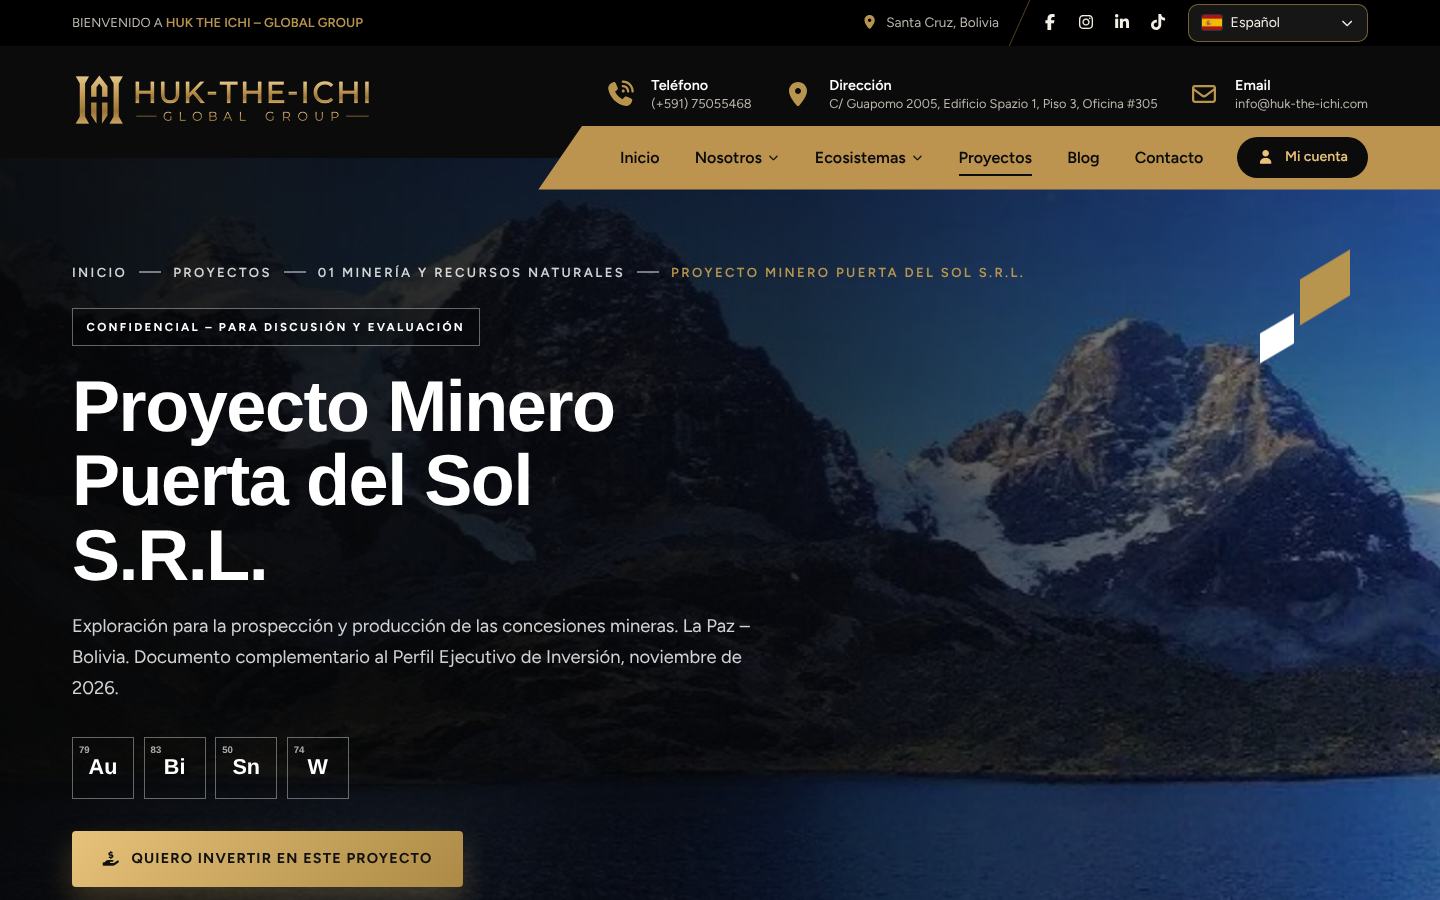 BIENVENIDO A HUK THE ICHI – GLOBAL GROUP
Santa Cruz, Bolivia
Español
HUK-THE-ICHI
GLOBAL GROUP
Teléfono
(+591) 75055468
Dirección
C/ Guapomo 2005, Edificio Spazio 1, Piso 3, Oficina #305
Email
info@huk-the-ichi.com
Inicio
Nosotros
Ecosistemas
Proyectos
Blog
Contacto
Mi cuenta
INICIO — PROYECTOS — 01 MINERÍA Y RECURSOS NATURALES — PROYECTO MINERO PUERTA DEL SOL S.R.L.
CONFIDENCIAL – PARA DISCUSIÓN Y EVALUACIÓN
Proyecto Minero
Puerta del Sol
S.R.L.
Exploración para la prospección y producción de las concesiones mineras. La Paz –
Bolivia. Documento complementario al Perfil Ejecutivo de Inversión, noviembre de
2026.
79
Au
83
Bi
50
Sn
74
W
QUIERO INVERTIR EN ESTE PROYECTO